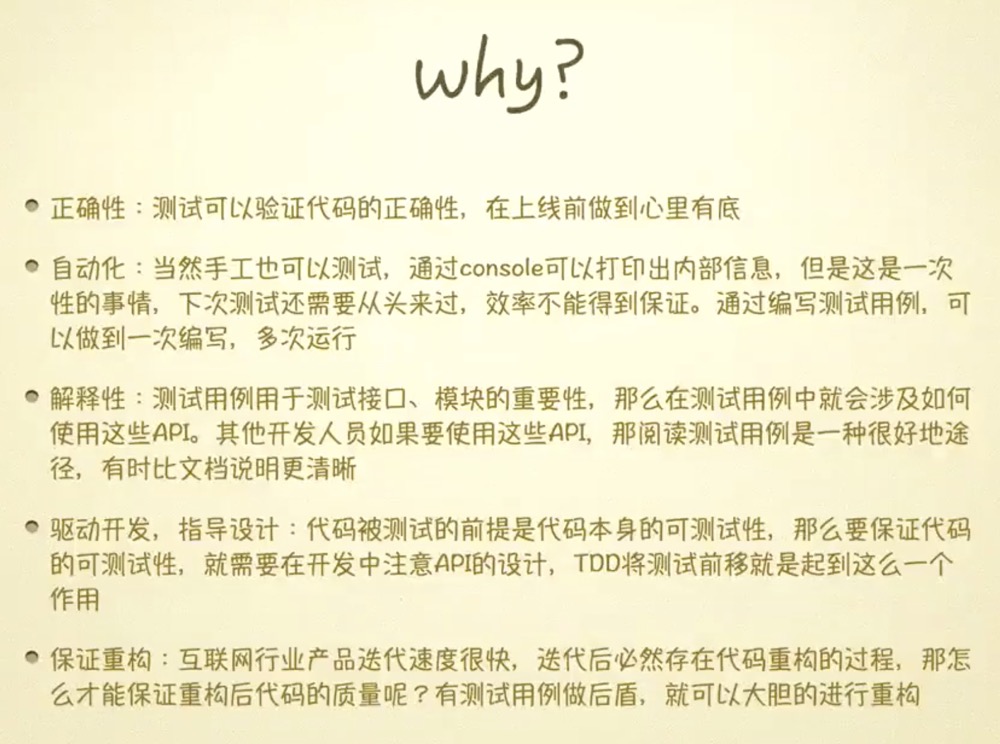 why?
正确性：测试可以验证代码的正确性，在上线前做到心里有底
自动化：当然手工也可以测试，通过console可以打印出内部信息，但是这是一次
性的事情，下次测试还需要从头来过，效率不能得到保证。通过编写测试用例，可
以做到一次编写，多次运行
解释性：测试用例用于测试接口、模块的重要性，那么在测试用例中就会涉及如何
使用这些API。其他开发人员如果要使用这些API，那阅读测试用例是一种很好地途
径，有时比文档说明更清晰
驱动开发，指导设计：代码被测试的前提是代码本身的可测试性，那么要保证代码
的可测试性，就需要在开发中注意API的设计，TDD将测试前移就是起到这么一个
作用
保证重构：互联网行业产品迭代速度很快，迭代后必然存在代码重构的过程，那怎
么才能保证重构后代码的质量呢？有测试用例做后盾，就可以大胆的进行重构